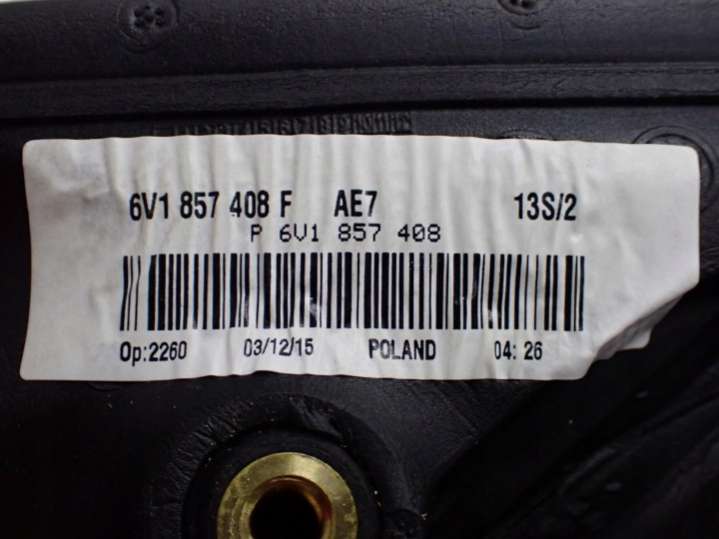 6V1 857 408 F AE7 13S/2
P 6V1 857 408
Op:2260 03/12/15 POLAND 04: 26